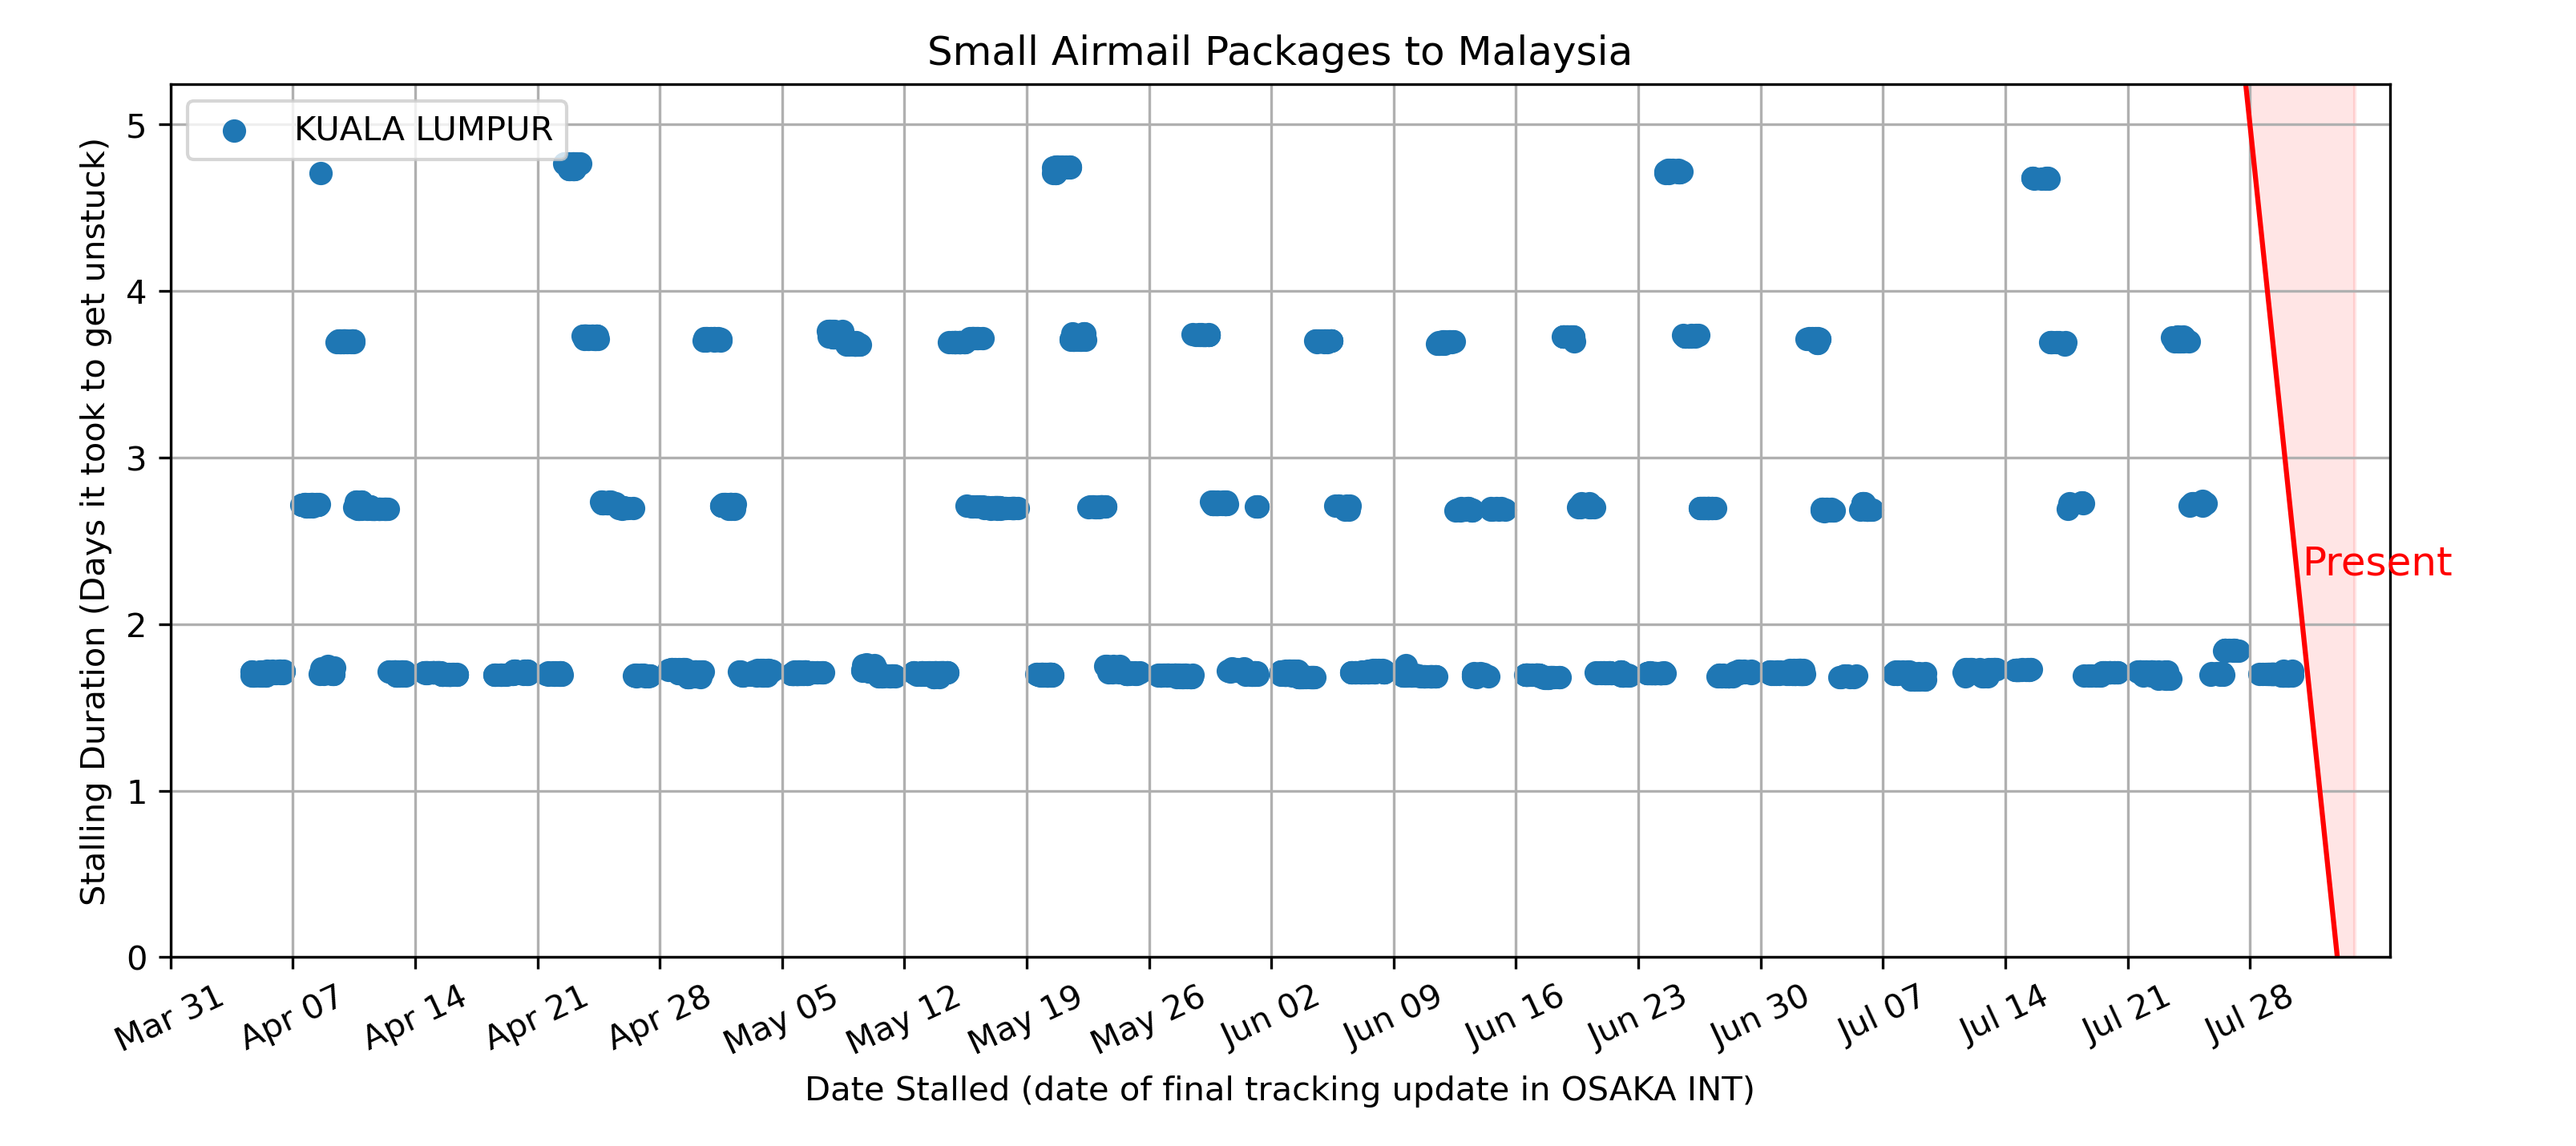 Small Airmail Packages to Malaysia
KUALA LUMPUR
5
4
3
2
1
0
Stalling Duration (Days it took to get unstuck)
Present
Mar 31
Apr 07
Apr 14
Apr 21
Apr 28
May 05
May 12
May 19
May 26
Jun 02
Jun 09
Jun 16
Jun 23
Jun 30
Jul 07
Jul 14
Jul 21
Jul 28
Date Stalled (date of final tracking update in OSAKA INT)